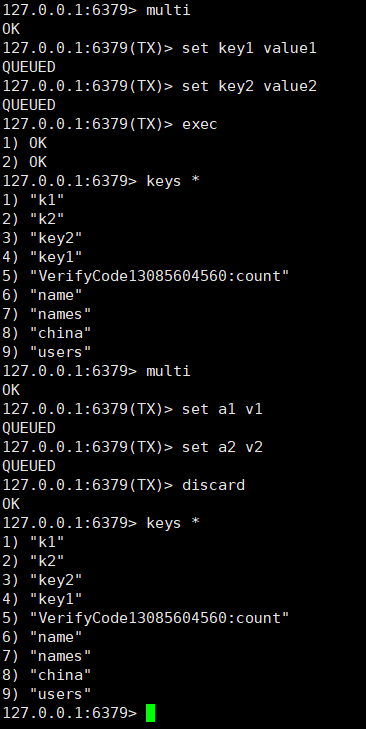 127.0.0.1:6379> multi
OK
127.0.0.1:6379(TX)> set key1 value1
QUEUED
127.0.0.1:6379(TX)> set key2 value2
QUEUED
127.0.0.1:6379(TX)> exec
1) OK
2) OK
127.0.0.1:6379> keys *
1) "k1"
2) "k2"
3) "key2"
4) "key1"
5) "VerifyCode13085604560:count"
6) "name"
7) "names"
8) "china"
9) "users"
127.0.0.1:6379> multi
OK
127.0.0.1:6379(TX)> set a1 v1
QUEUED
127.0.0.1:6379(TX)> set a2 v2
QUEUED
127.0.0.1:6379(TX)> discard
OK
127.0.0.1:6379> keys *
1) "k1"
2) "k2"
3) "key2"
4) "key1"
5) "VerifyCode13085604560:count"
6) "name"
7) "names"
8) "china"
9) "users"
127.0.0.1:6379>